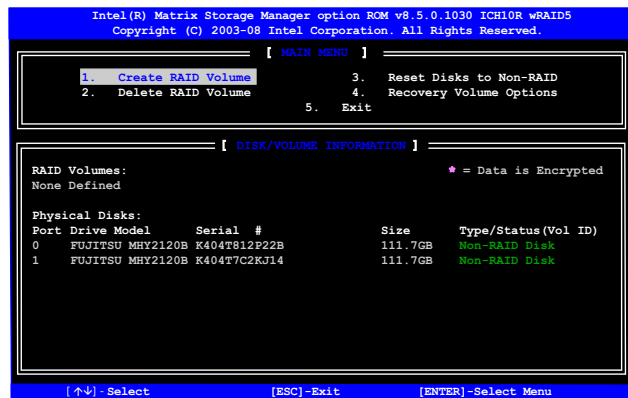 Intel(R) Matrix Storage Manager option ROM v8.5.0.1030 ICH10R wRAID5
Copyright (C) 2003-08 Intel Corporation. All Rights Reserved.
[ MAIN MENU ]
1. Create RAID Volume 3. Reset Disks to Non-RAID
2. Delete RAID Volume 4. Recovery Volume Options
5. Exit
[ DISK/VOLUME INFORMATION ]
RAID Volumes: * = Data is Encrypted
None Defined
Physical Disks:
Port Drive Model Serial # Size Type/Status(Vol ID)
0 FUJITSU MHY2120B K404T812P22B 111.7GB Non-RAID Disk
1 FUJITSU MHY2120B K404T7C2KJ14 111.7GB Non-RAID Disk
[↑↓]-Select [ESC]-Exit [ENTER]-Select Menu